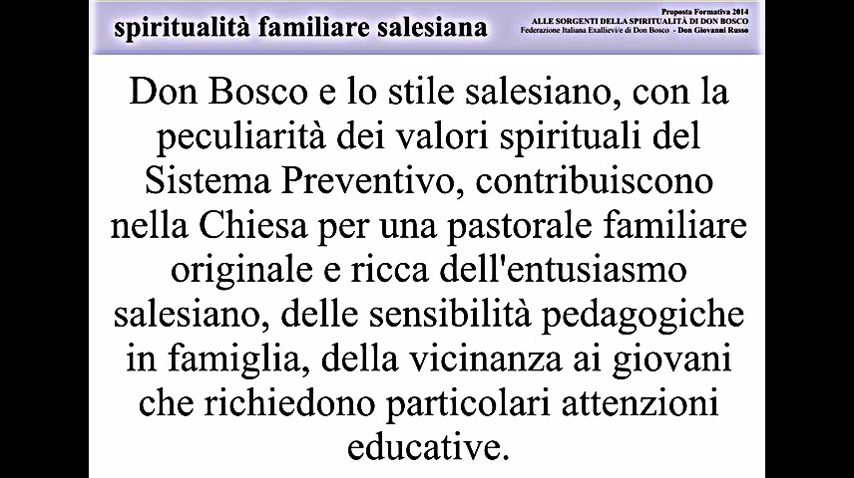 spiritualità familiare salesiana
Proposta Formativa 2014
ALLE SORGENTI DELLA SPIRITUALITÀ DI DON BOSCO
Federazione Italiana Exallievi/e di Don Bosco - Don Giovanni Russo
Don Bosco e lo stile salesiano, con la
peculiarità dei valori spirituali del
Sistema Preventivo, contribuiscono
nella Chiesa per una pastorale familiare
originale e ricca dell'entusiasmo
salesiano, delle sensibilità pedagogiche
in famiglia, della vicinanza ai giovani
che richiedono particolari attenzioni
educative.